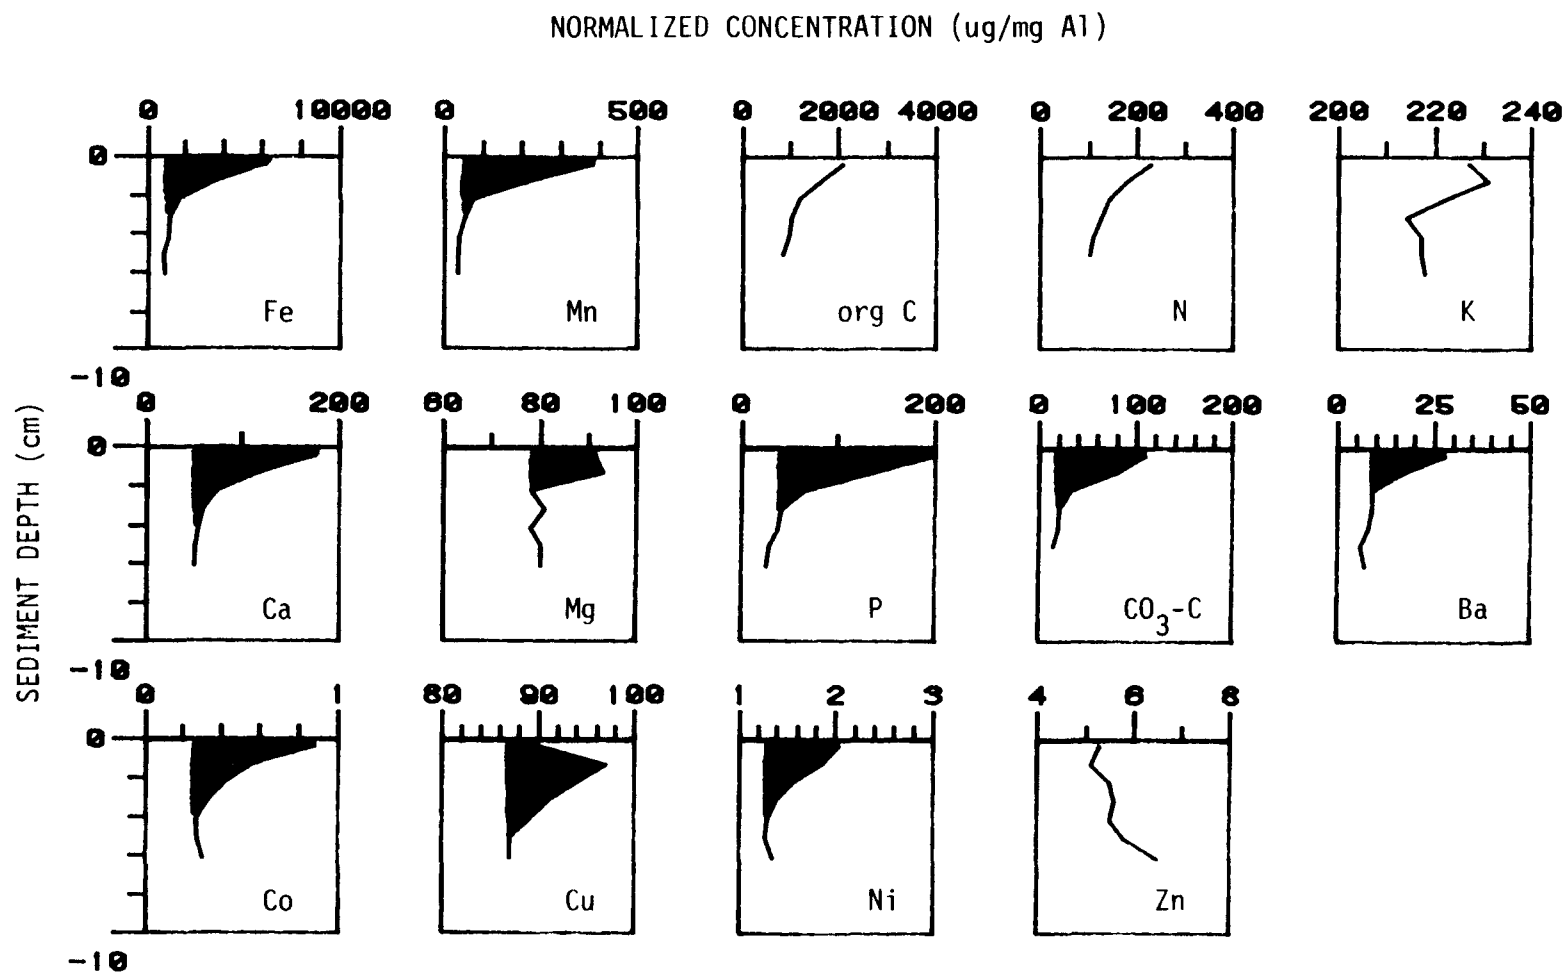 NORMALIZED CONCENTRATION (ug/mg Al)
0 10000 0 500 0 2000 4000 0 200 400 200 220 240
0
Fe Mn org C N K
-10
0 200 60 80 100 0 200 0 100 200 0 25 50
0
SEDIMENT DEPTH (cm)
Ca Mg P CO3-C Ba
-10
0 1 80 90 100 1 2 3 4 6 8
0
Co Cu Ni Zn
-10